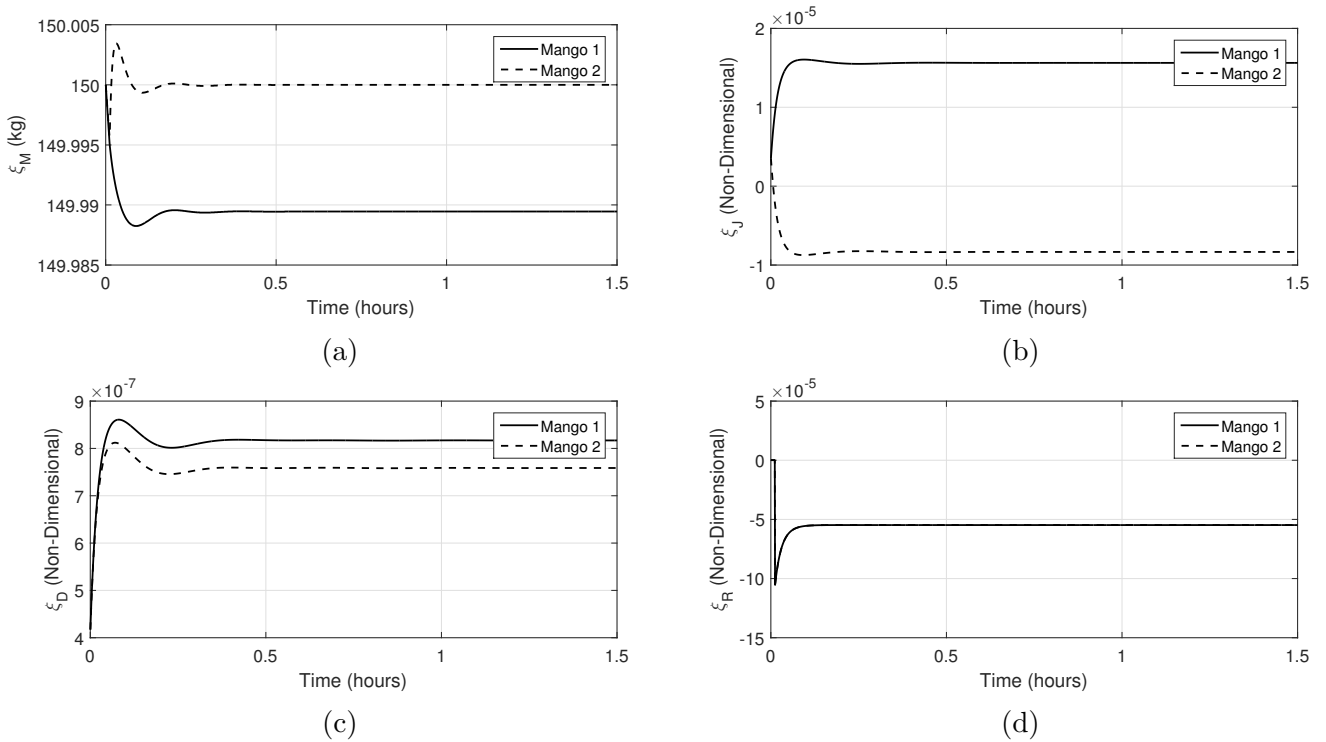 150.005
150
149.995
149.99
149.985
ξ_M (kg)
Mango 1
Mango 2
0
0.5
1
1.5
Time (hours)
(a)
×10^-5
2
1
0
-1
ξ_J (Non-Dimensional)
Mango 1
Mango 2
0
0.5
1
1.5
Time (hours)
(b)
×10^-7
9
8
7
6
5
4
ξ_D (Non-Dimensional)
Mango 1
Mango 2
0
0.5
1
1.5
Time (hours)
(c)
×10^-5
5
0
-5
-10
-15
ξ_R (Non-Dimensional)
Mango 1
Mango 2
0
0.5
1
1.5
Time (hours)
(d)